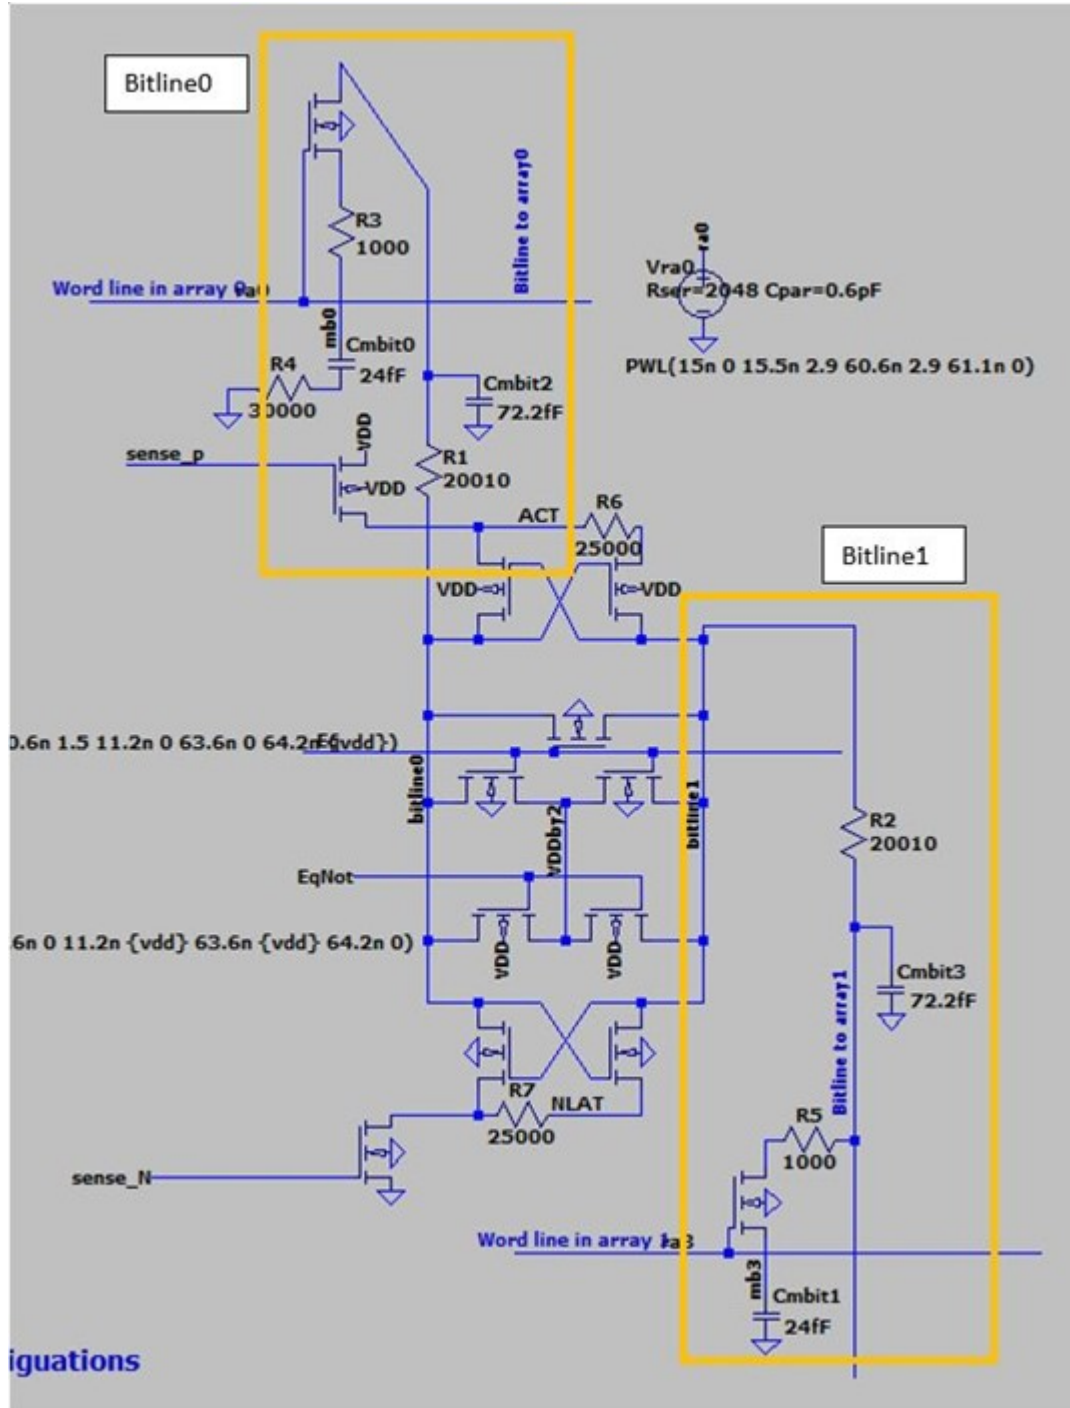 Bitline0
Bitline to array0
R3
1000
ra0
Vra0
Rser=2048 Cpar=0.6pF
Word line in array 0
ra0
mb0
Cmbit0
24fF
R4
30000
Cmbit2
72.2fF
PWL(15n 0 15.5n 2.9 60.6n 2.9 61.1n 0)
VDD
sense_p
VDD
R1
20010
ACT
R6
25000
Bitline1
VDD
VDD
0.6n 1.5 11.2n 0 63.6n 0 64.2n {vdd})
bitline0
VDDby2
bitline1
R2
20010
EqNot
.6n 0 11.2n {vdd} 63.6n {vdd} 64.2n 0)
VDD
VDD
Cmbit3
72.2fF
Bitline to array1
R7
25000
NLAT
R5
1000
sense_N
Word line in array 1
ra3
mb3
Cmbit1
24fF
iguations